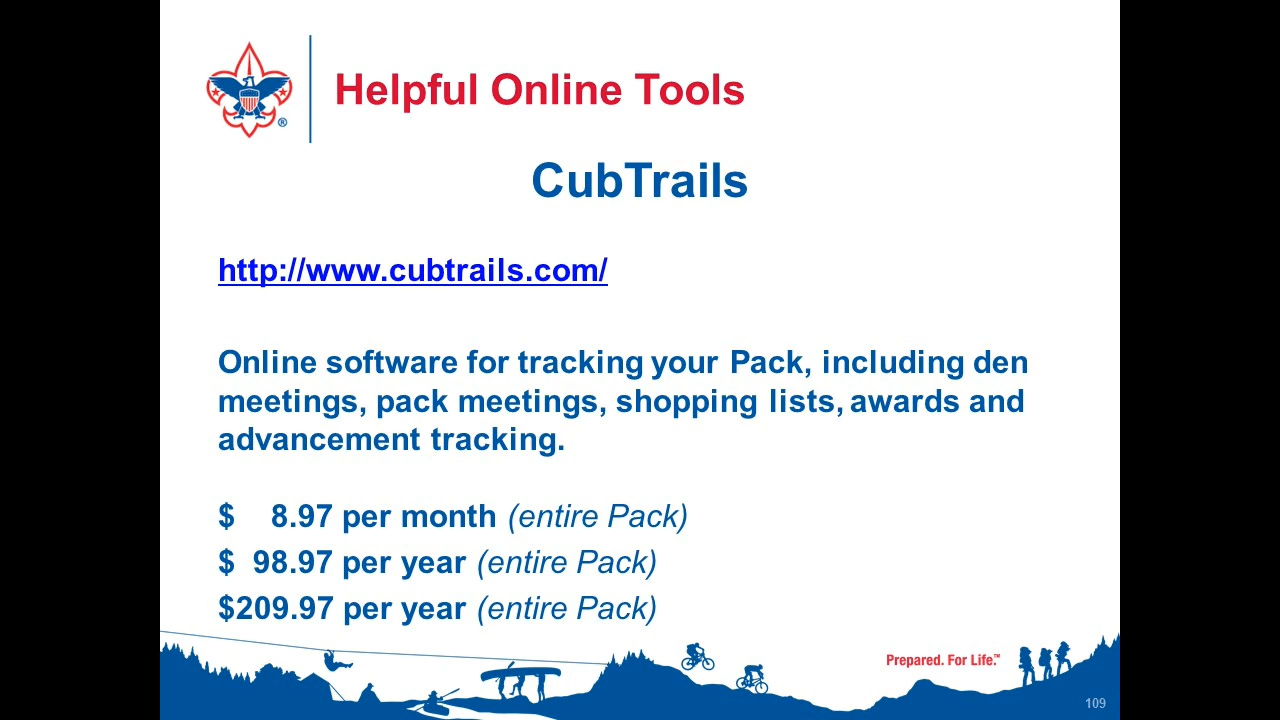 Helpful Online Tools
CubTrails
http://www.cubtrails.com/
Online software for tracking your Pack, including den
meetings, pack meetings, shopping lists, awards and
advancement tracking.
$ 8.97 per month (entire Pack)
$ 98.97 per year (entire Pack)
$209.97 per year (entire Pack)
Prepared. For Life.™
109
®